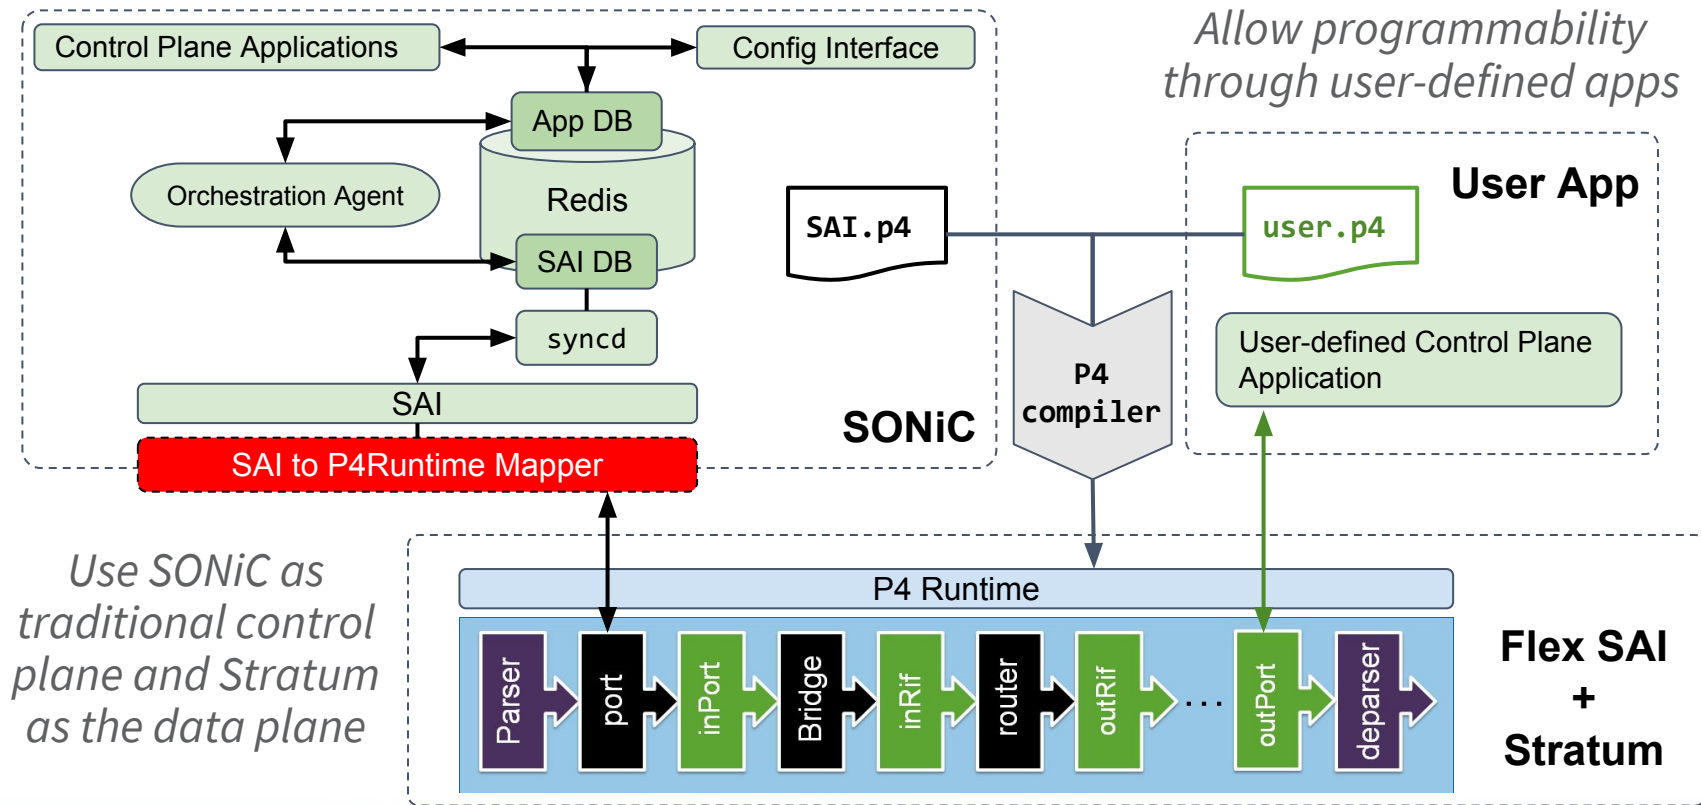 Control Plane Applications
Config Interface
Allow programmability
through user-defined apps
App DB
Orchestration Agent
Redis
SAI DB
syncd
SAI
SONiC
SAI to P4Runtime Mapper
SAI.p4
user.p4
User App
P4
compiler
User-defined Control Plane
Application
Use SONiC as
traditional control
plane and Stratum
as the data plane
P4 Runtime
Parser
port
inPort
Bridge
inRif
router
outRif
...
outPort
deparser
Flex SAI
+
Stratum